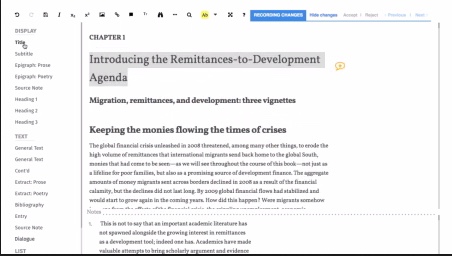 RECORDING CHANGES Hide changes Accept Reject Previous Next
DISPLAY
Title
Subtitle
Epigraph: Prose
Epigraph: Poetry
Source Note
Heading 1
Heading 2
Heading 3
TEXT
General Text
General Text
Cont'd
Extract: Prose
Extract: Poetry
Bibliography
Entry
Source Note
Dialogue
LIST
CHAPTER 1
Introducing the Remittances-to-Development
Agenda
Migration, remittances, and development: three vignettes
Keeping the monies flowing the times of crises
The global financial crisis unleashed in 2008 threatened, among many other things, to erode the
high volume of remittances that international migrants send back home to the global South,
monies that had come to be seen—as we will see throughout the course of this book—not just as
a lifeline for poor families, but also as a promising source of development finance. The aggregate
amounts of money migrants sent across borders declined in 2008 as a result of the financial
calamity, but the declines did not last long. By 2009 global financial flows had stabilized and
would start to grow again in the coming years. How did this happen? Were migrants somehow
Notes
1. This is not to say that an important academic literature has
not spawned alongside the growing interest in remittances
as a development tool; indeed one has. Academics have made
valuable attempts to bring scholarly argument and evidence